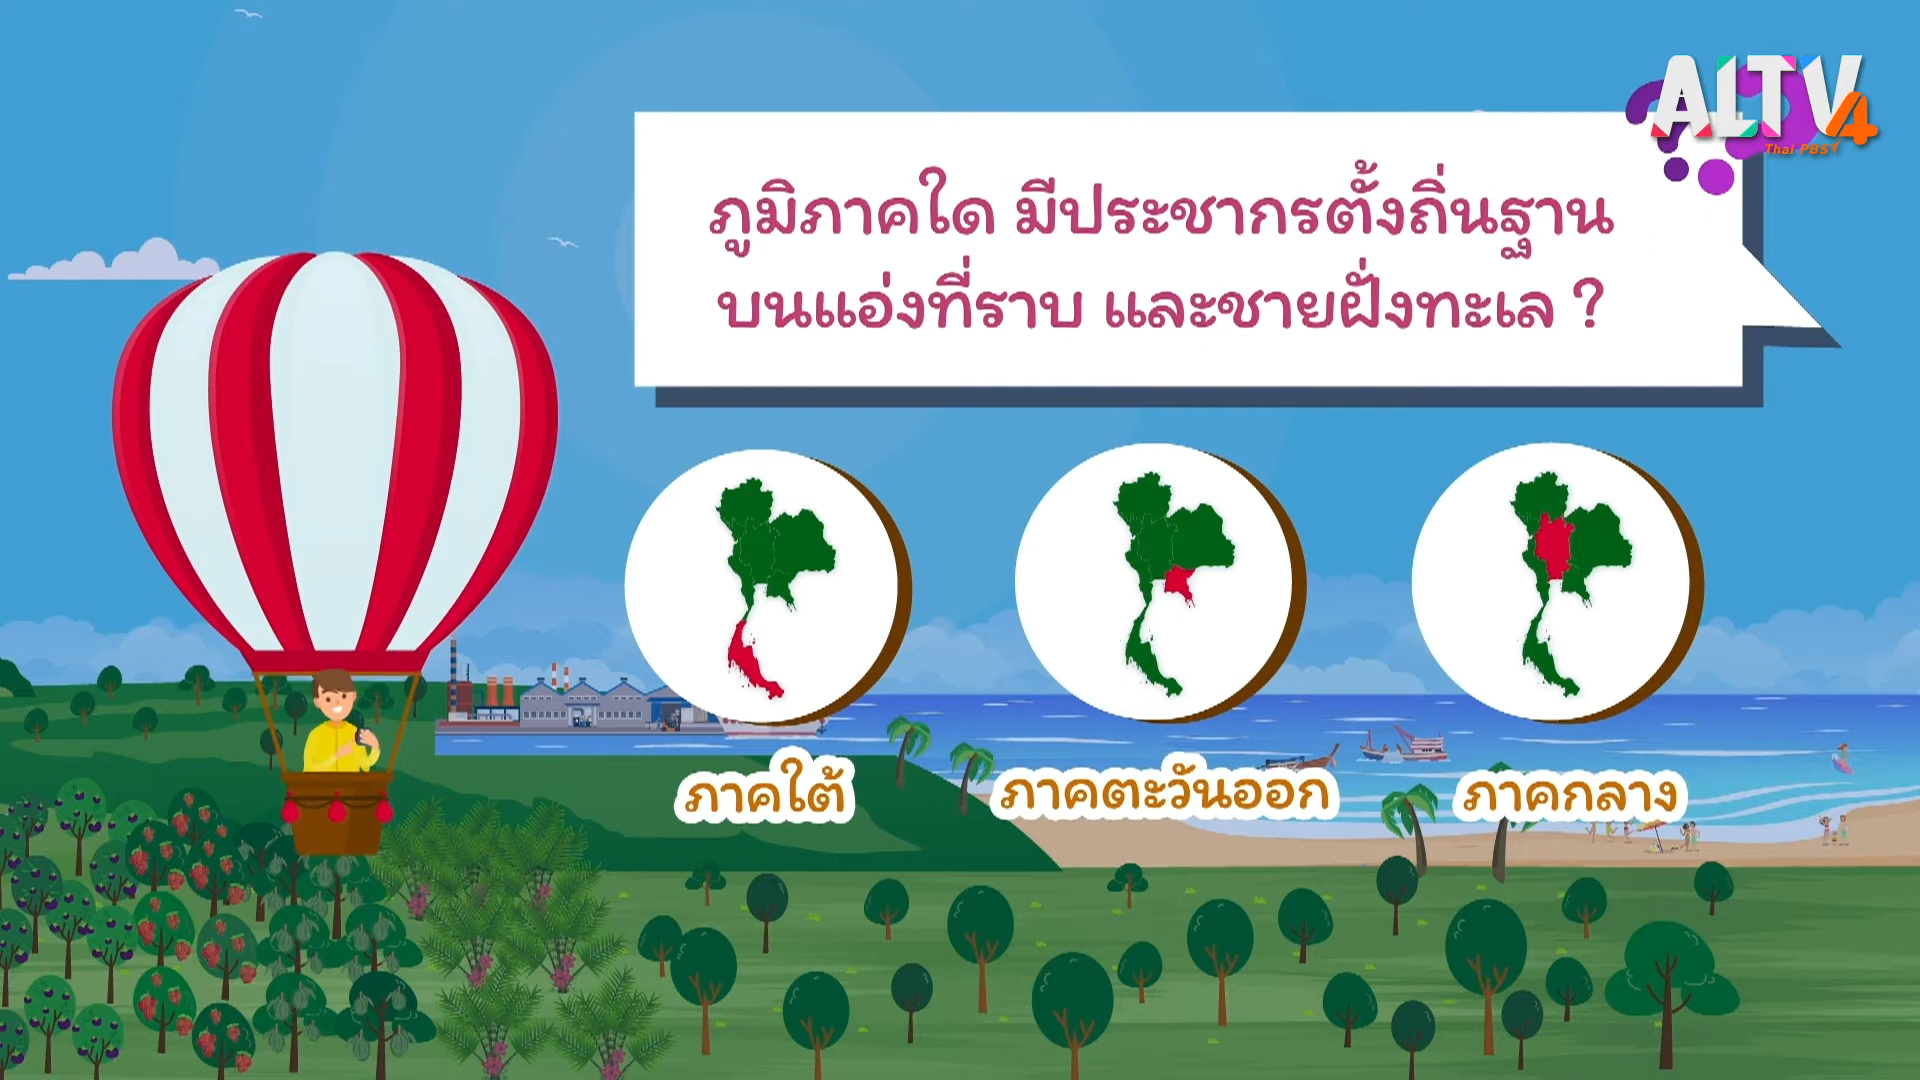 ALTV4
Thai PBS
ภูมิภาคใด มีประชากรตั้งถิ่นฐาน
บนแอ่งที่ราบ และชายฝั่งทะเล ?
ภาคใต้
ภาคตะวันออก
ภาคกลาง